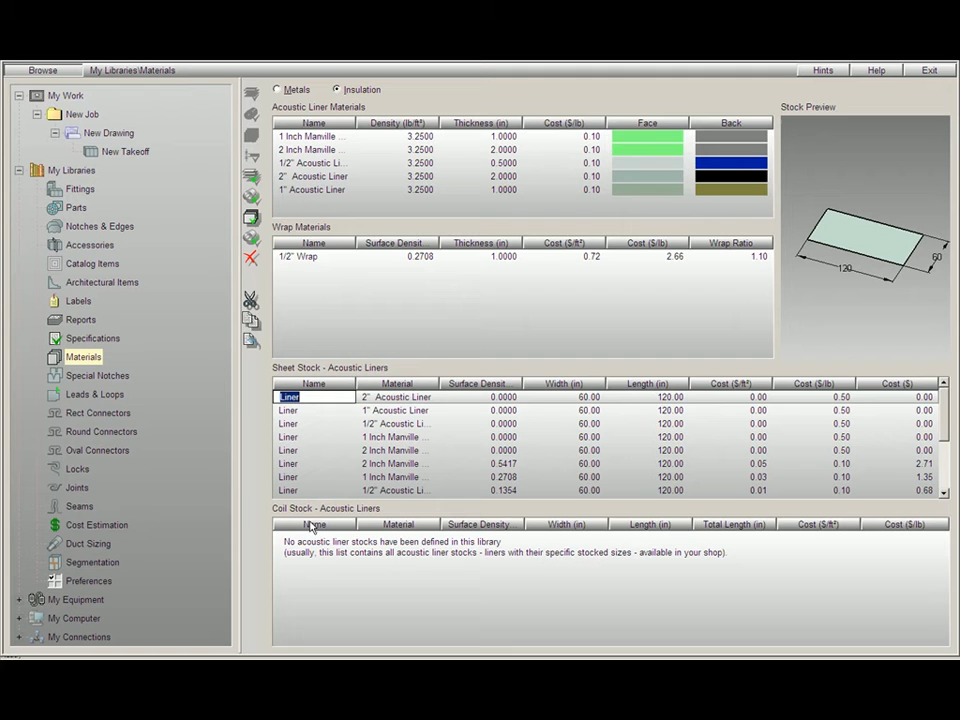 Browse My Libraries\Materials Hints Help Exit
My Work
New Job
New Drawing
New Takeoff
My Libraries
Fittings
Parts
Notches & Edges
Accessories
Catalog Items
Architectural Items
Labels
Reports
Specifications
Materials
Special Notches
Leads & Loops
Rect Connectors
Round Connectors
Oval Connectors
Locks
Joints
Seams
Cost Estimation
Duct Sizing
Segmentation
Preferences
My Equipment
My Computer
My Connections
Metals Insulation
Acoustic Liner Materials
Name Density (lb/ft³) Thickness (in) Cost ($/lb) Face Back
1 Inch Manville ... 3.2500 1.0000 0.10
2 Inch Manville ... 3.2500 2.0000 0.10
1/2" Acoustic Li... 3.2500 0.5000 0.10
2" Acoustic Liner 3.2500 2.0000 0.10
1" Acoustic Liner 3.2500 1.0000 0.10
Wrap Materials
Name Surface Densit... Thickness (in) Cost ($/ft²) Cost ($/lb) Wrap Ratio
1/2" Wrap 0.2708 1.0000 0.72 2.66 1.10
Stock Preview
120 60
Sheet Stock - Acoustic Liners
Name Material Surface Densit... Width (in) Length (in) Cost ($/ft²) Cost ($/lb) Cost ($)
Liner 2" Acoustic Liner 0.0000 60.00 120.00 0.00 0.50 0.00
Liner 1" Acoustic Liner 0.0000 60.00 120.00 0.00 0.50 0.00
Liner 1/2" Acoustic Li... 0.0000 60.00 120.00 0.00 0.50 0.00
Liner 1 Inch Manville ... 0.0000 60.00 120.00 0.00 0.50 0.00
Liner 2 Inch Manville ... 0.0000 60.00 120.00 0.00 0.50 0.00
Liner 2 Inch Manville ... 0.5417 60.00 120.00 0.05 0.10 2.71
Liner 1 Inch Manville ... 0.2708 60.00 120.00 0.03 0.10 1.35
Liner 1/2" Acoustic Li... 0.1354 60.00 120.00 0.01 0.10 0.68
Coil Stock - Acoustic Liners
Name Material Surface Density... Width (in) Length (in) Total Length (in) Cost ($/ft²) Cost ($/lb)
No acoustic liner stocks have been defined in this library
(usually, this list contains all acoustic liner stocks - liners with their specific stocked sizes - available in your shop).